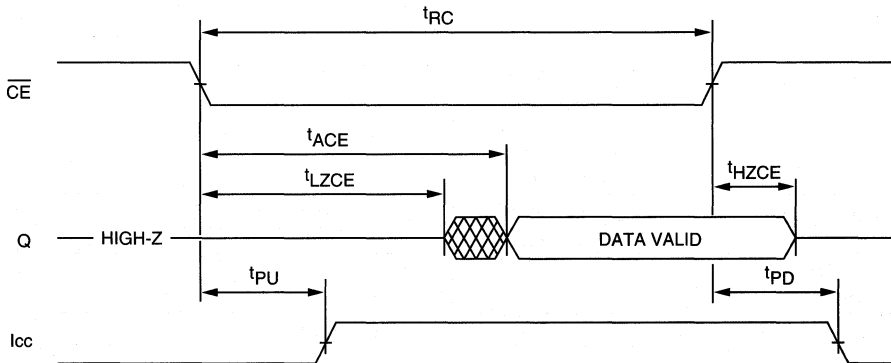 tRC
CE
tACE
tLZCE
tHZCE
Q HIGH-Z DATA VALID
tPU
tPD
Icc